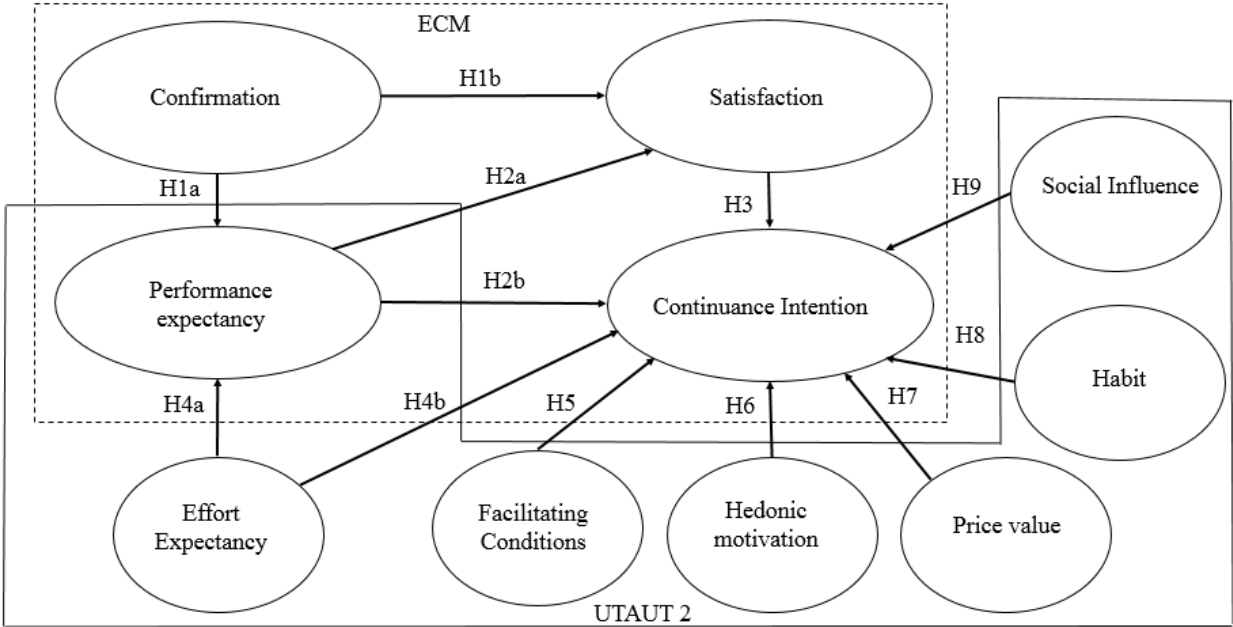 ECM
Confirmation
H1b
Satisfaction
H1a
H2a
H3
H9
Social Influence
Performance
expectancy
H2b
Continuance Intention
H8
Habit
H4a
H4b
H5
H6
H7
Effort
Expectancy
Facilitating
Conditions
Hedonic
motivation
Price value
UTAUT 2